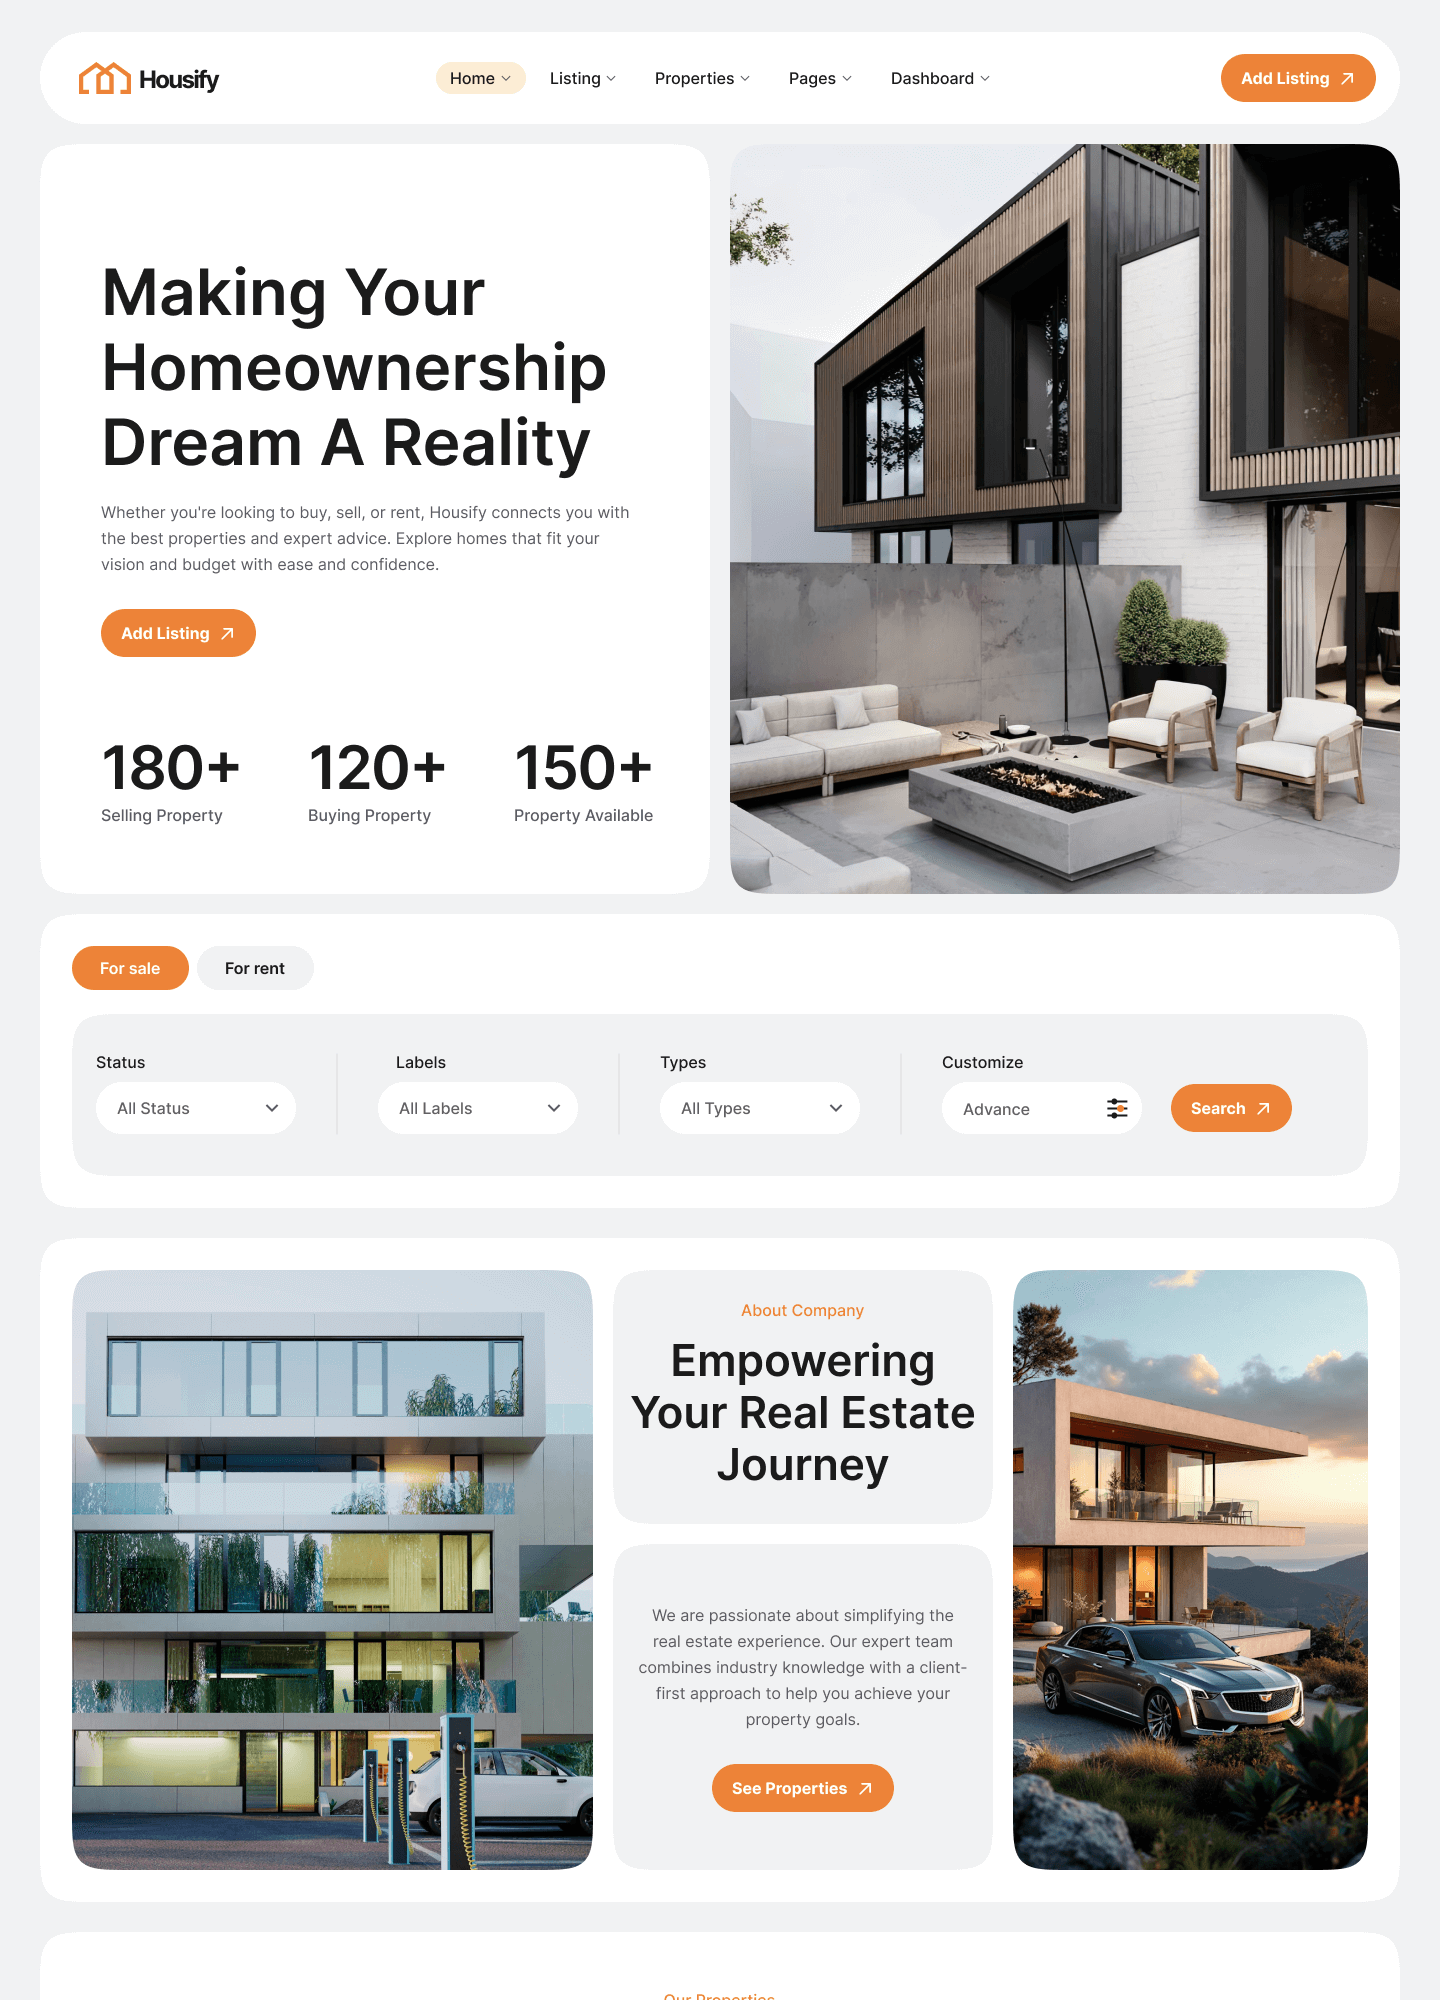 Housify
Home
Listing
Properties
Pages
Dashboard
Add Listing
Making Your
Homeownership
Dream A Reality
Whether you're looking to buy, sell, or rent, Housify connects you with
the best properties and expert advice. Explore homes that fit your
vision and budget with ease and confidence.
Add Listing
180+
Selling Property
120+
Buying Property
150+
Property Available
For sale
For rent
Status
All Status
Labels
All Labels
Types
All Types
Customize
Advance
Search
About Company
Empowering
Your Real Estate
Journey
We are passionate about simplifying the
real estate experience. Our expert team
combines industry knowledge with a client-
first approach to help you achieve your
property goals.
See Properties
Our Properties